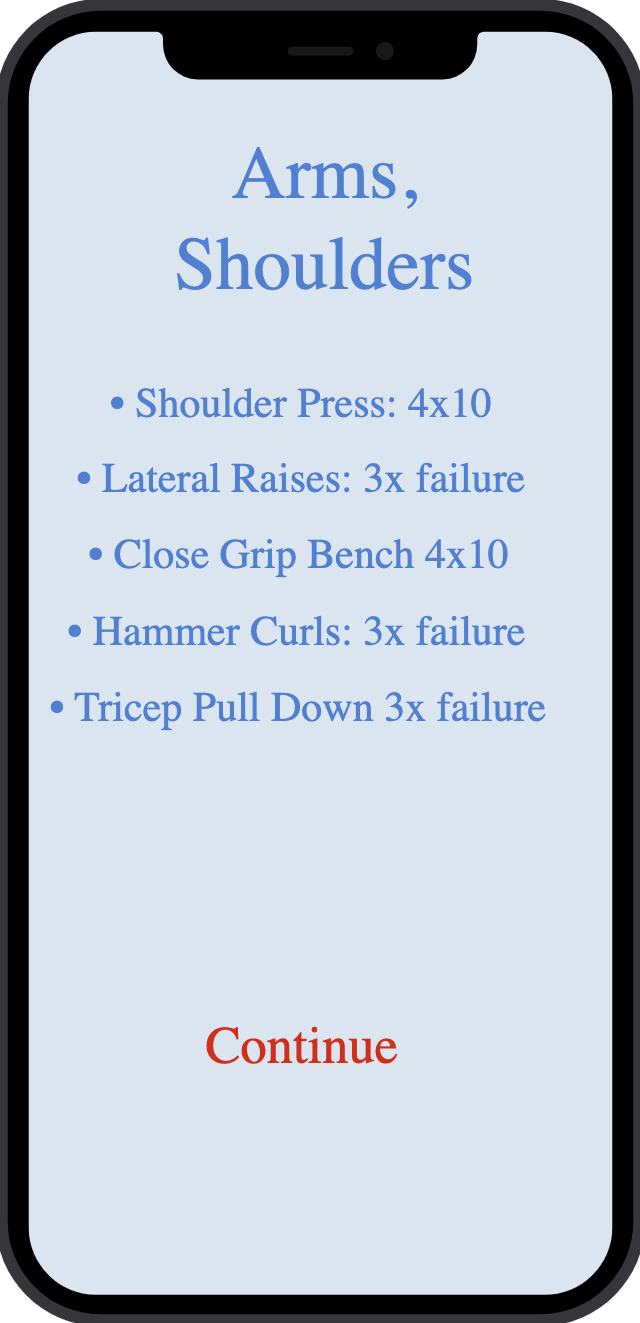 Arms,
Shoulders
• Shoulder Press: 4x10
• Lateral Raises: 3x failure
• Close Grip Bench 4x10
• Hammer Curls: 3x failure
• Tricep Pull Down 3x failure
Continue